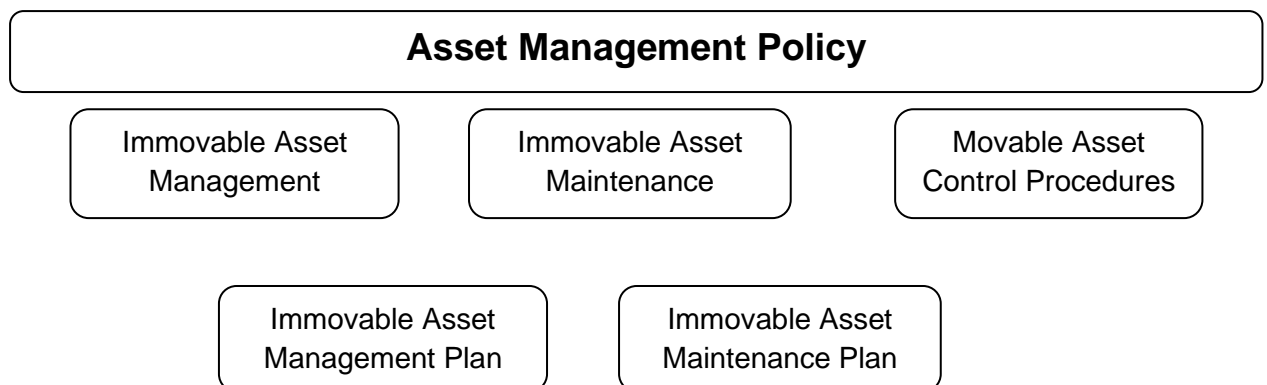 Asset Management Policy
Immovable Asset
Management
Immovable Asset
Maintenance
Movable Asset
Control Procedures
Immovable Asset
Management Plan
Immovable Asset
Maintenance Plan